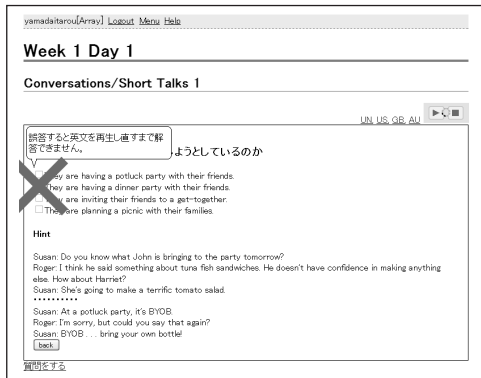 yamadaitarou[Array] Logout Menu Help
Week 1 Day 1
Conversations/Short Talks 1
UN, US, GB, AU
誤答すると英文を再生し直すまで解
答できません。
ようとしているのか
They are having a potluck party with their friends.
They are having a dinner party with their friends.
They are inviting their friends to a get-together.
They are planning a picnic with their families.
Hint
Susan: Do you know what John is bringing to the party tomorrow?
Roger: I think he said something about tuna fish sandwiches. He doesn't have confidence in making anything
else. How about Harriet?
Susan: She's going to make a terrific tomato salad.
••••••••••
Susan: At a potluck party, it's BYOB.
Roger: I'm sorry, but could you say that again?
Susan: BYOB . . . bring your own bottle!
back
質問をする